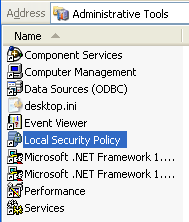 Address Administrative Tools
Name
Component Services
Computer Management
Data Sources (ODBC)
desktop.ini
Event Viewer
Local Security Policy
Microsoft .NET Framework 1....
Microsoft .NET Framework 1....
Performance
Services